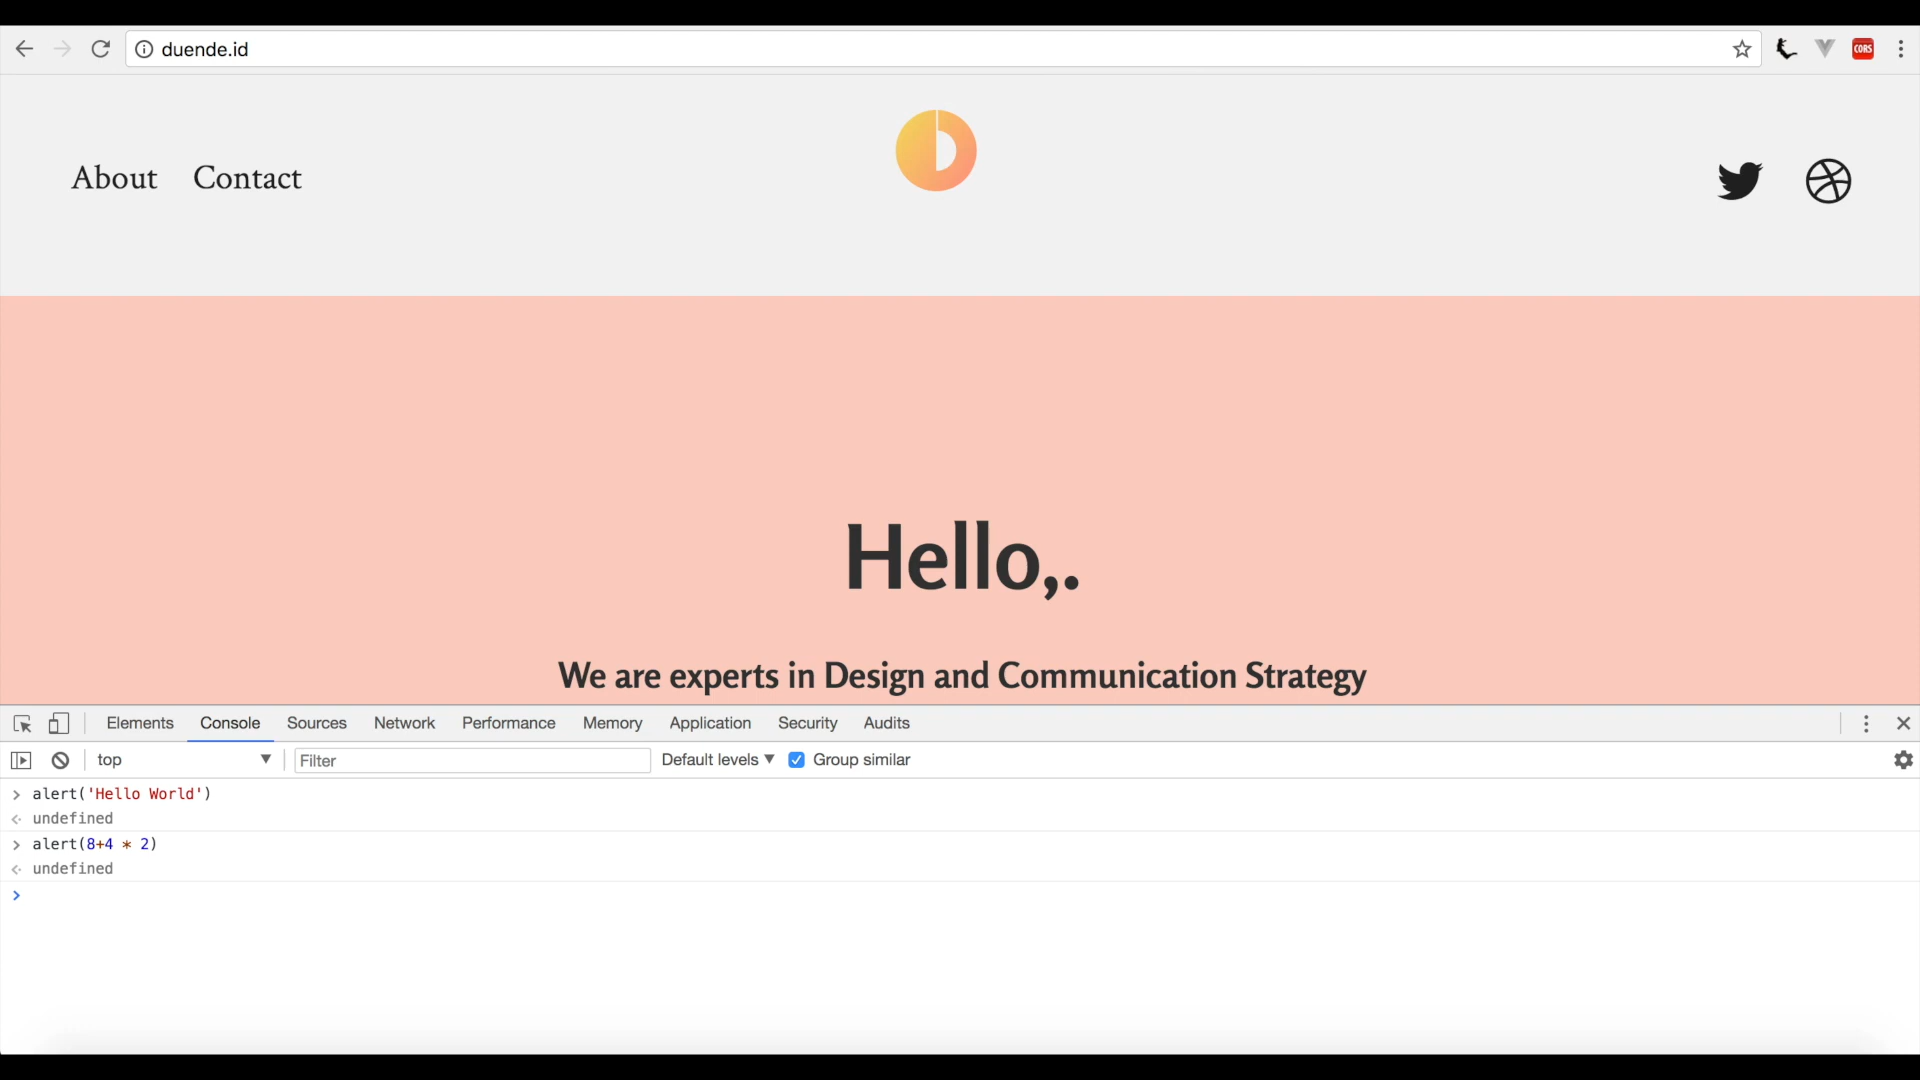 duende.id
CORS
About Contact
Hello,.
We are experts in Design and Communication Strategy
Elements Console Sources Network Performance Memory Application Security Audits
top Filter Default levels Group similar
alert('Hello World')
undefined
alert(8+4 * 2)
undefined